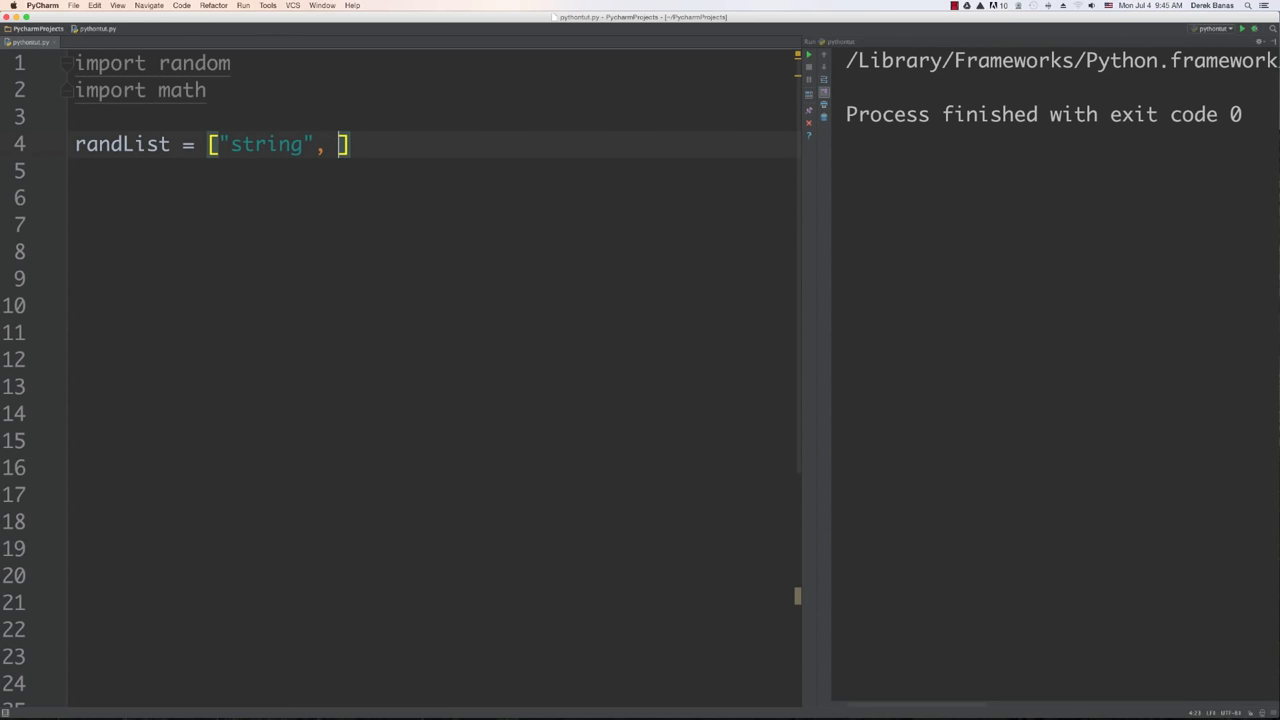 PyCharm File Edit View Navigate Code Refactor Run Tools VCS Window Help
10 Mon Jul 4 9:45 AM Derek Banas
pythontut.py - PycharmProjects - [~/PycharmProjects]
PycharmProjects pythontut.py pythontut
pythontut.py Run pythontut
1 import random
2 import math
3
4 randList = ["string", ]
5
6
7
8
9
10
11
12
13
14
15
16
17
18
19
20
21
22
23
24
25
/Library/Frameworks/Python.framework
Process finished with exit code 0
4:23 LF‡ UTF-8‡